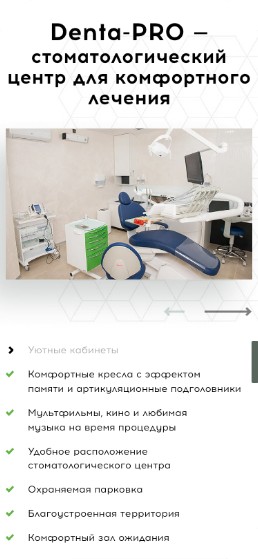 Denta-PRO —
стоматологический
центр для комфортного
лечения
Уютные кабинеты
Комфортные кресла с эффектом
памяти и артикуляционные подголовники
Мультфильмы, кино и любимая
музыка на время процедуры
Удобное расположение
стоматологического центра
Охраняемая парковка
Благоустроенная территория
Комфортный зал ожидания